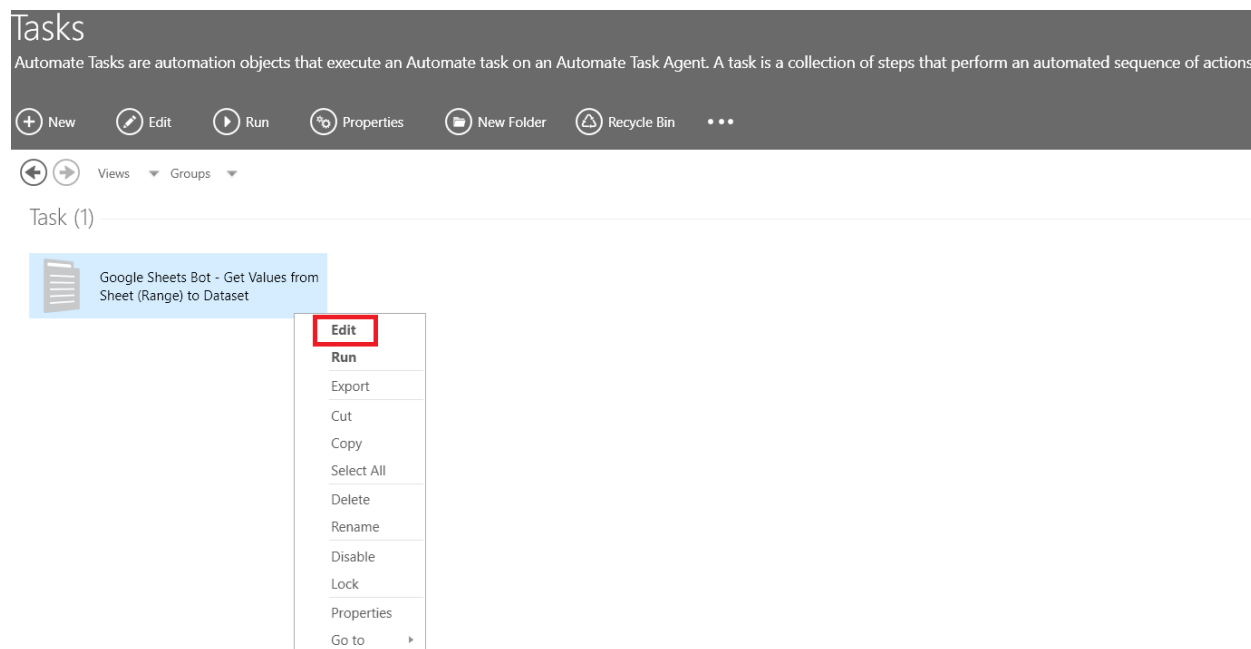 Tasks
Automate Tasks are automation objects that execute an Automate task on an Automate Task Agent. A task is a collection of steps that perform an automated sequence of actions
New Edit Run Properties New Folder Recycle Bin •••
Views Groups
Task (1)
Google Sheets Bot - Get Values from
Sheet (Range) to Dataset
Edit
Run
Export
Cut
Copy
Select All
Delete
Rename
Disable
Lock
Properties
Go to